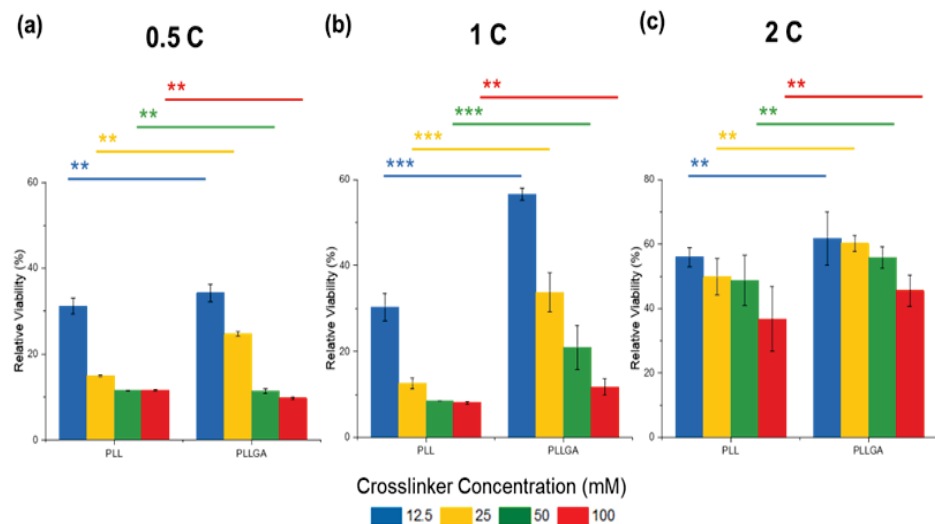 (a) 0.5 C
(b) 1 C
(c) 2 C
**
**
**
**
Relative Viability (%)
60
40
20
0
PLL PLLGA
**
***
***
***
Relative Viability (%)
60
40
20
0
PLL PLLGA
**
**
**
**
Relative Viability (%)
80
60
40
20
0
PLL PLLGA
Crosslinker Concentration (mM)
12.5 25 50 100